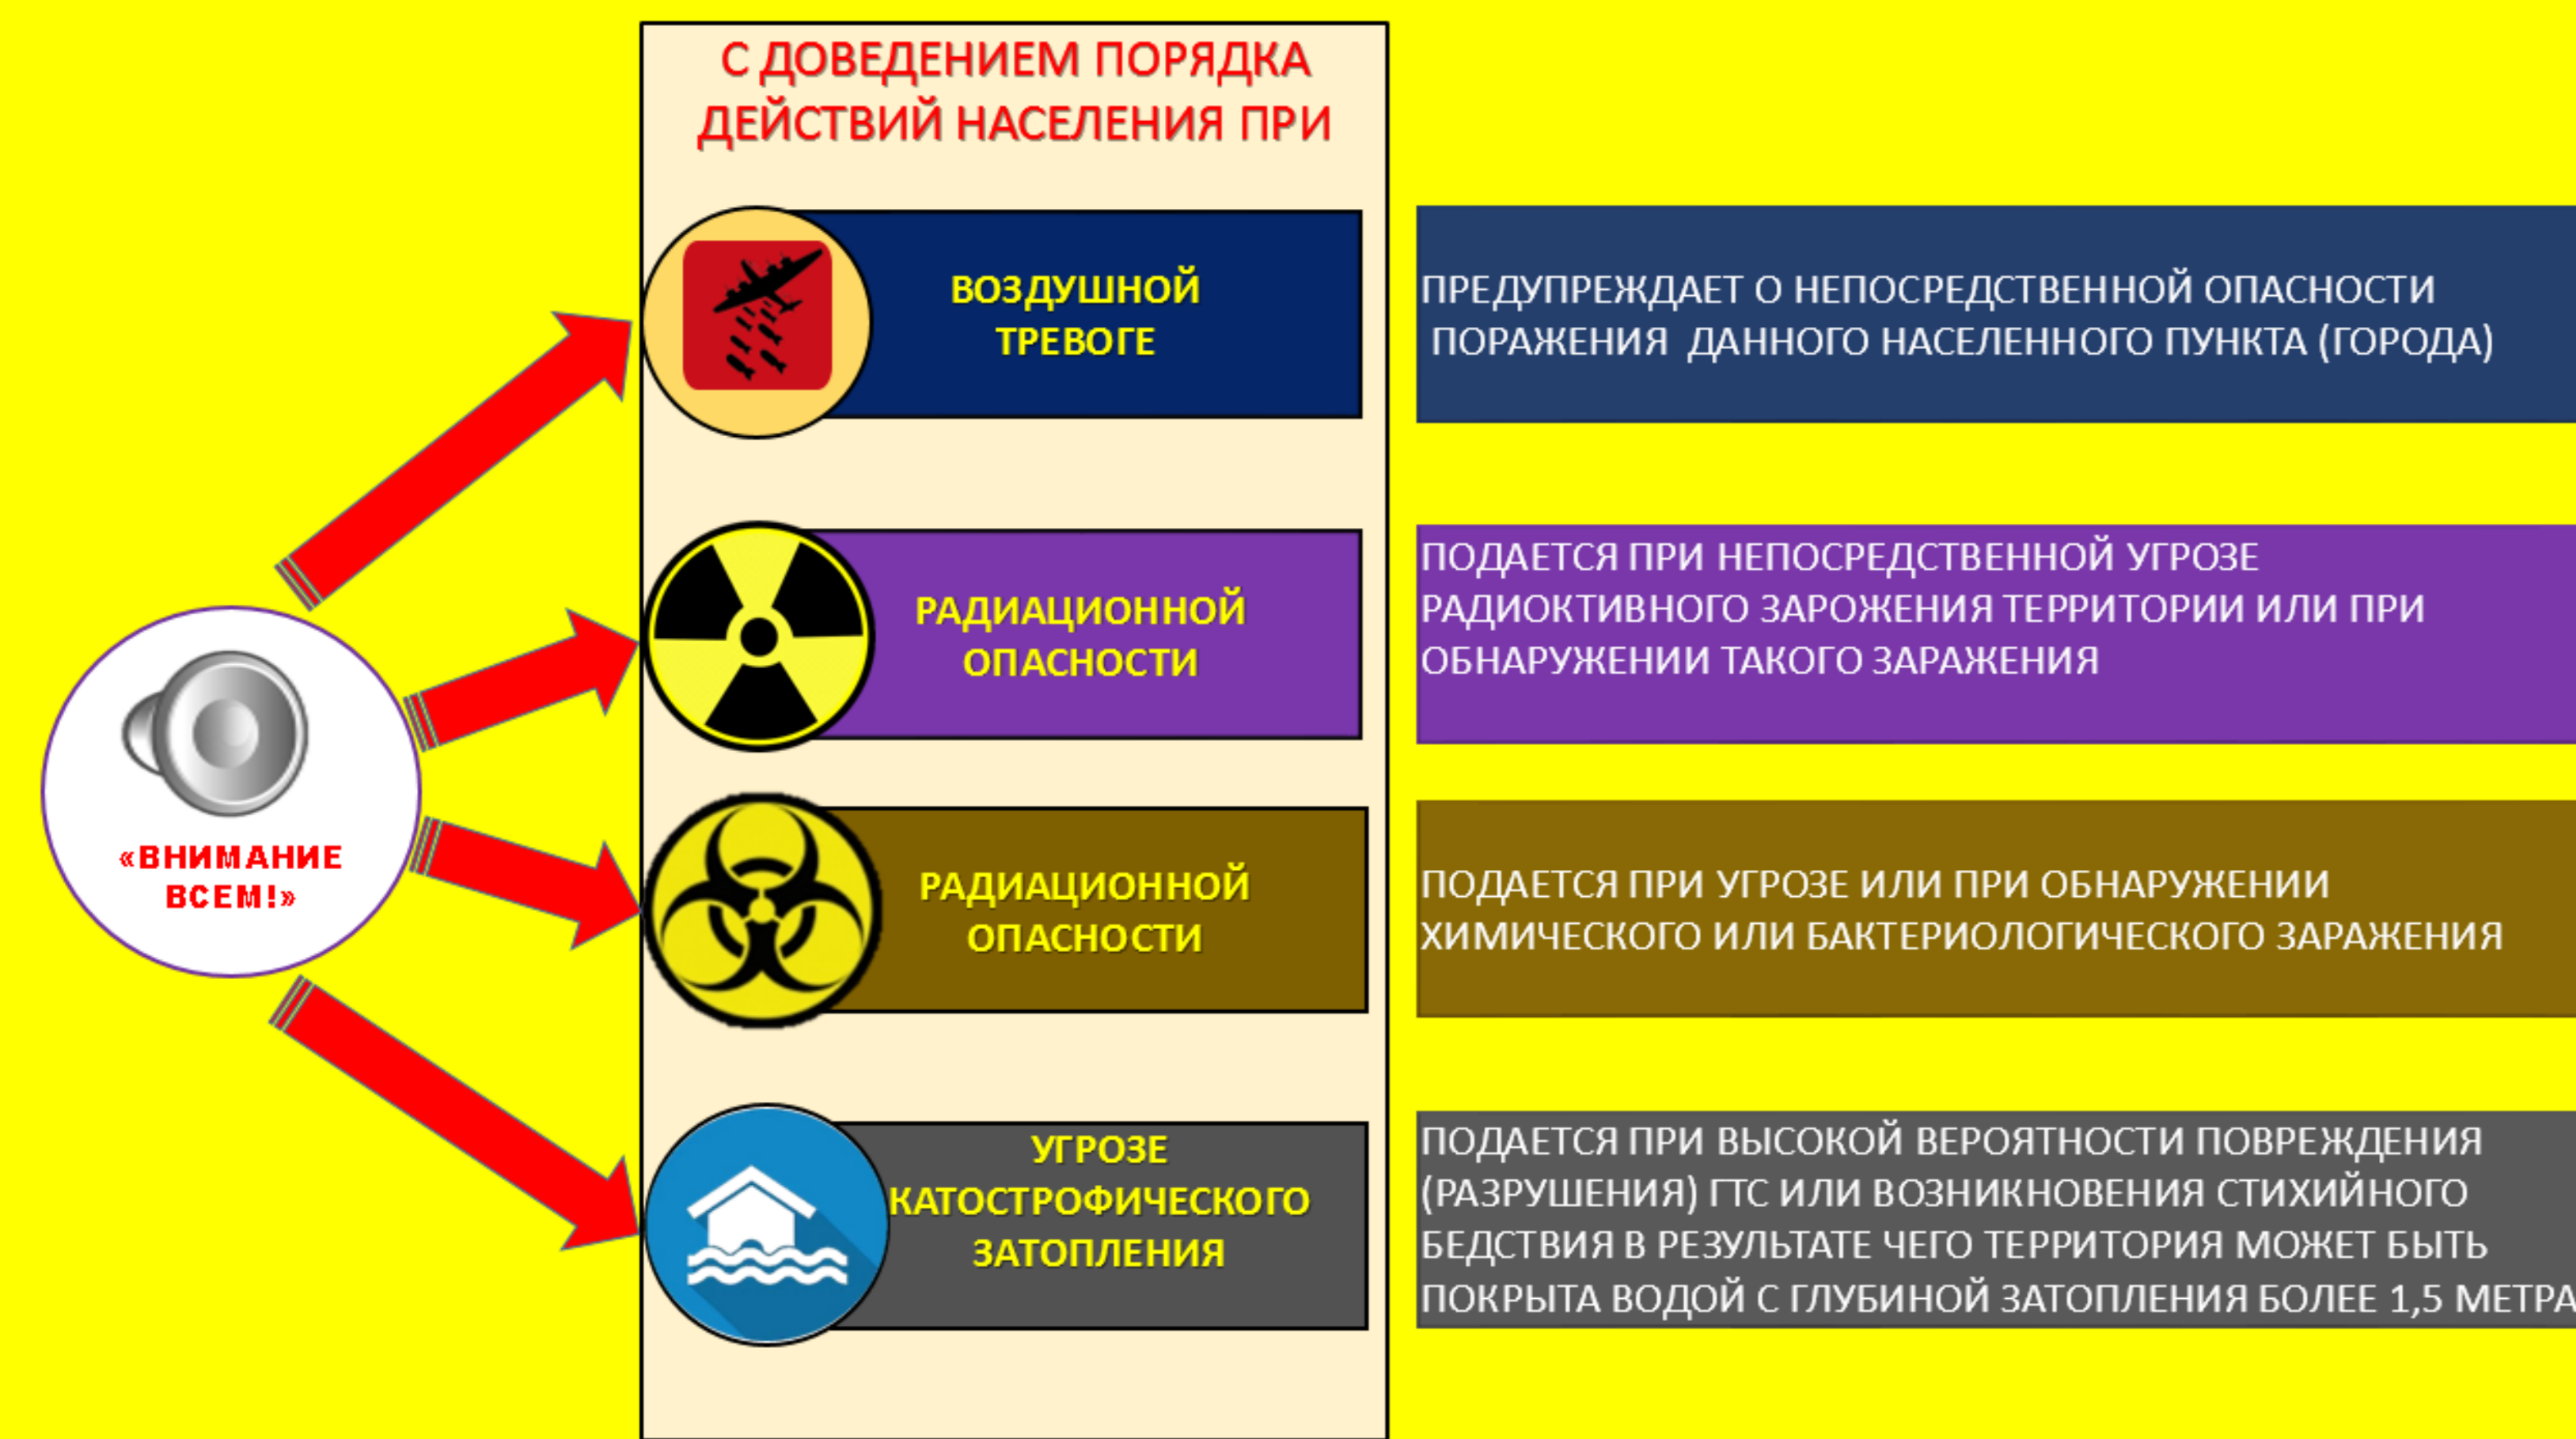 С ДОВЕДЕНИЕМ ПОРЯДКА
ДЕЙСТВИЙ НАСЕЛЕНИЯ ПРИ
«ВНИМАНИЕ
ВСЕМ!»
ВОЗДУШНОЙ
ТРЕВОГЕ
ПРЕДУПРЕЖДАЕТ О НЕПОСРЕДСТВЕННОЙ ОПАСНОСТИ
ПОРАЖЕНИЯ ДАННОГО НАСЕЛЕННОГО ПУНКТА (ГОРОДА)
РАДИАЦИОННОЙ
ОПАСНОСТИ
ПОДАЕТСЯ ПРИ НЕПОСРЕДСТВЕННОЙ УГРОЗЕ
РАДИОКТИВНОГО ЗАРОЖЕНИЯ ТЕРРИТОРИИ ИЛИ ПРИ
ОБНАРУЖЕНИИ ТАКОГО ЗАРАЖЕНИЯ
РАДИАЦИОННОЙ
ОПАСНОСТИ
ПОДАЕТСЯ ПРИ УГРОЗЕ ИЛИ ПРИ ОБНАРУЖЕНИИ
ХИМИЧЕСКОГО ИЛИ БАКТЕРИОЛОГИЧЕСКОГО ЗАРАЖЕНИЯ
УГРОЗЕ
КАТОСТРОФИЧЕСКОГО
ЗАТОПЛЕНИЯ
ПОДАЕТСЯ ПРИ ВЫСОКОЙ ВЕРОЯТНОСТИ ПОВРЕЖДЕНИЯ
(РАЗРУШЕНИЯ) ГТС ИЛИ ВОЗНИКНОВЕНИЯ СТИХИЙНОГО
БЕДСТВИЯ В РЕЗУЛЬТАТЕ ЧЕГО ТЕРРИТОРИЯ МОЖЕТ БЫТЬ
ПОКРЫТА ВОДОЙ С ГЛУБИНОЙ ЗАТОПЛЕНИЯ БОЛЕЕ 1,5 МЕТРА